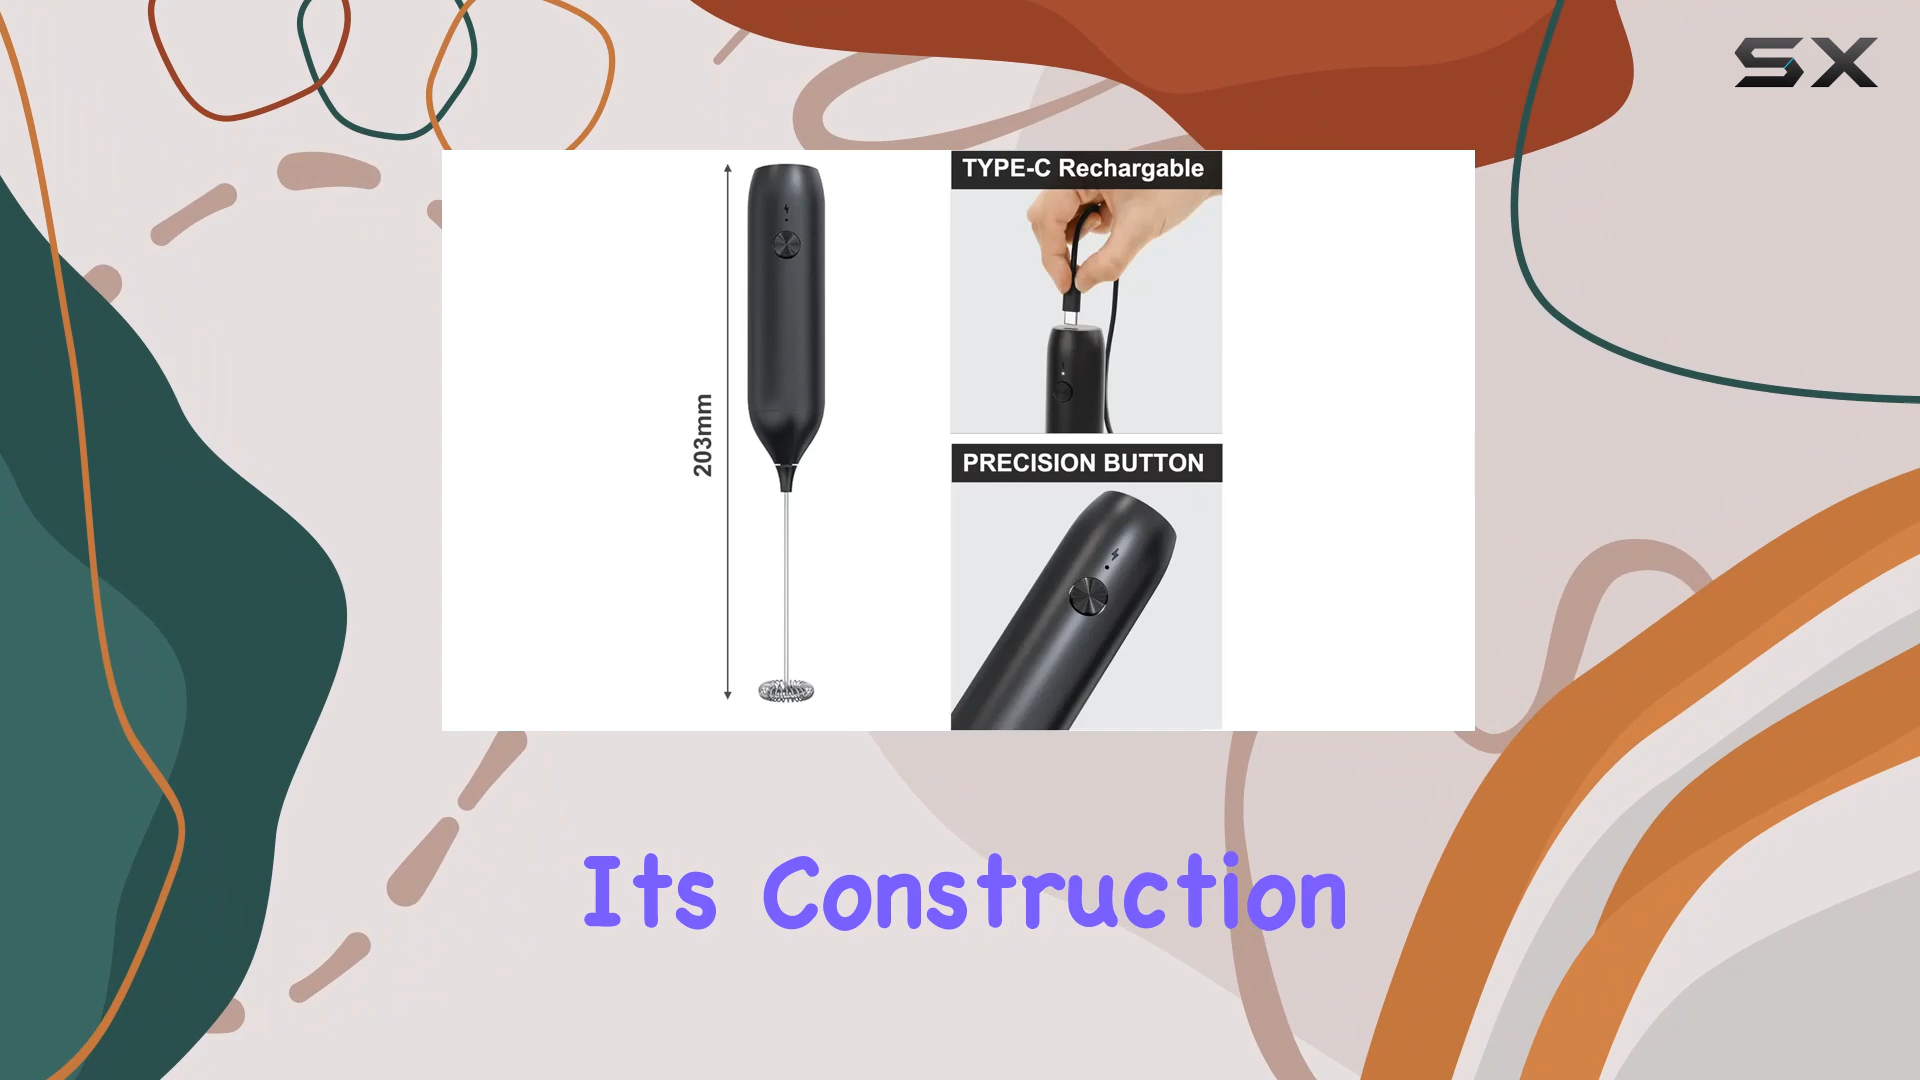 SX
TYPE-C Rechargable
203mm
PRECISION BUTTON
Its Construction